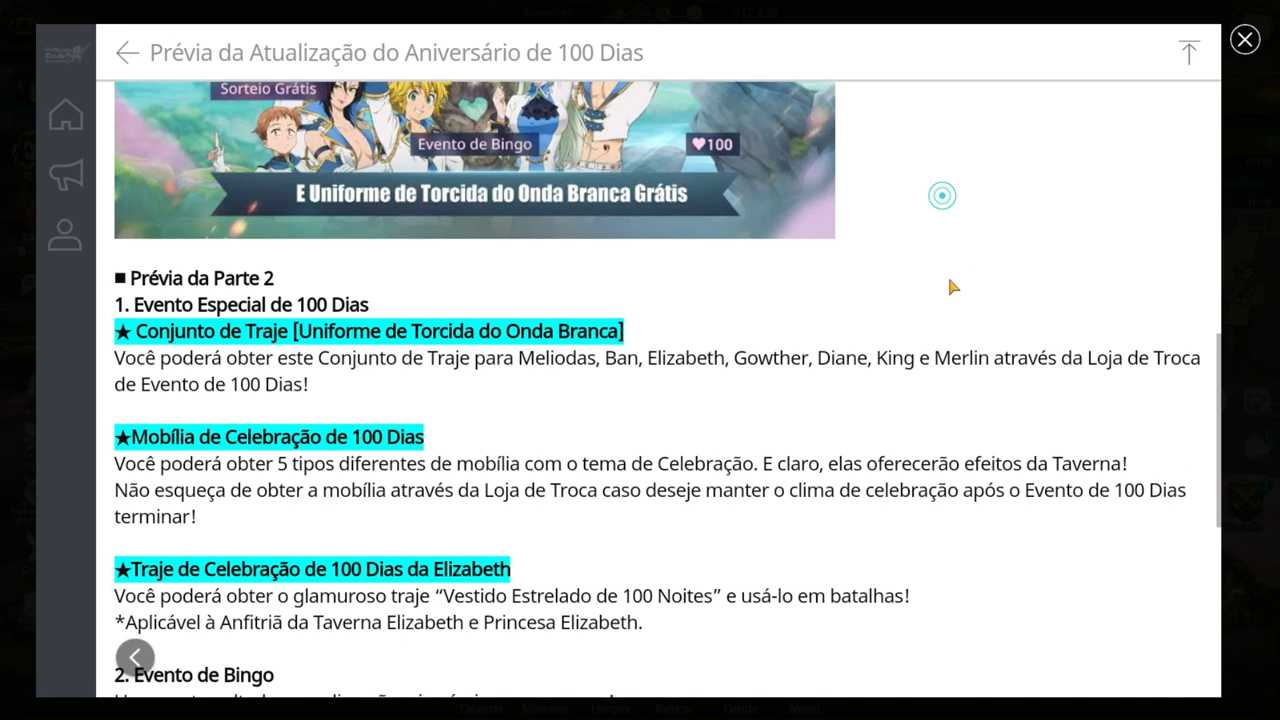 Prévia da Atualização do Aniversário de 100 Dias
Sorteio Grátis
Evento de Bingo
♥100
E Uniforme de Torcida do Onda Branca Grátis
■ Prévia da Parte 2
1. Evento Especial de 100 Dias
★ Conjunto de Traje [Uniforme de Torcida do Onda Branca]
Você poderá obter este Conjunto de Traje para Meliodas, Ban, Elizabeth, Gowther, Diane, King e Merlin através da Loja de Troca
de Evento de 100 Dias!
★Mobília de Celebração de 100 Dias
Você poderá obter 5 tipos diferentes de mobília com o tema de Celebração. E claro, elas oferecerão efeitos da Taverna!
Não esqueça de obter a mobília através da Loja de Troca caso deseje manter o clima de celebração após o Evento de 100 Dias
terminar!
★Traje de Celebração de 100 Dias da Elizabeth
Você poderá obter o glamuroso traje “Vestido Estrelado de 100 Noites” e usá-lo em batalhas!
*Aplicável à Anfitriã da Taverna Elizabeth e Princesa Elizabeth.
2. Evento de Bingo
Taberna Misiones Héroes Retirar Tienda Menú